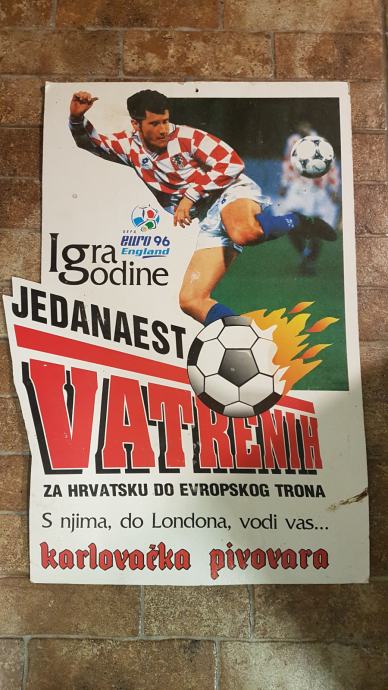 UEFA
euro 96
England
Igra
godine
JEDANAEST
VATRENIH
ZA HRVATSKU DO EVROPSKOG TRONA
S njima, do Londona, vodi vas...
karlovačka pivovara